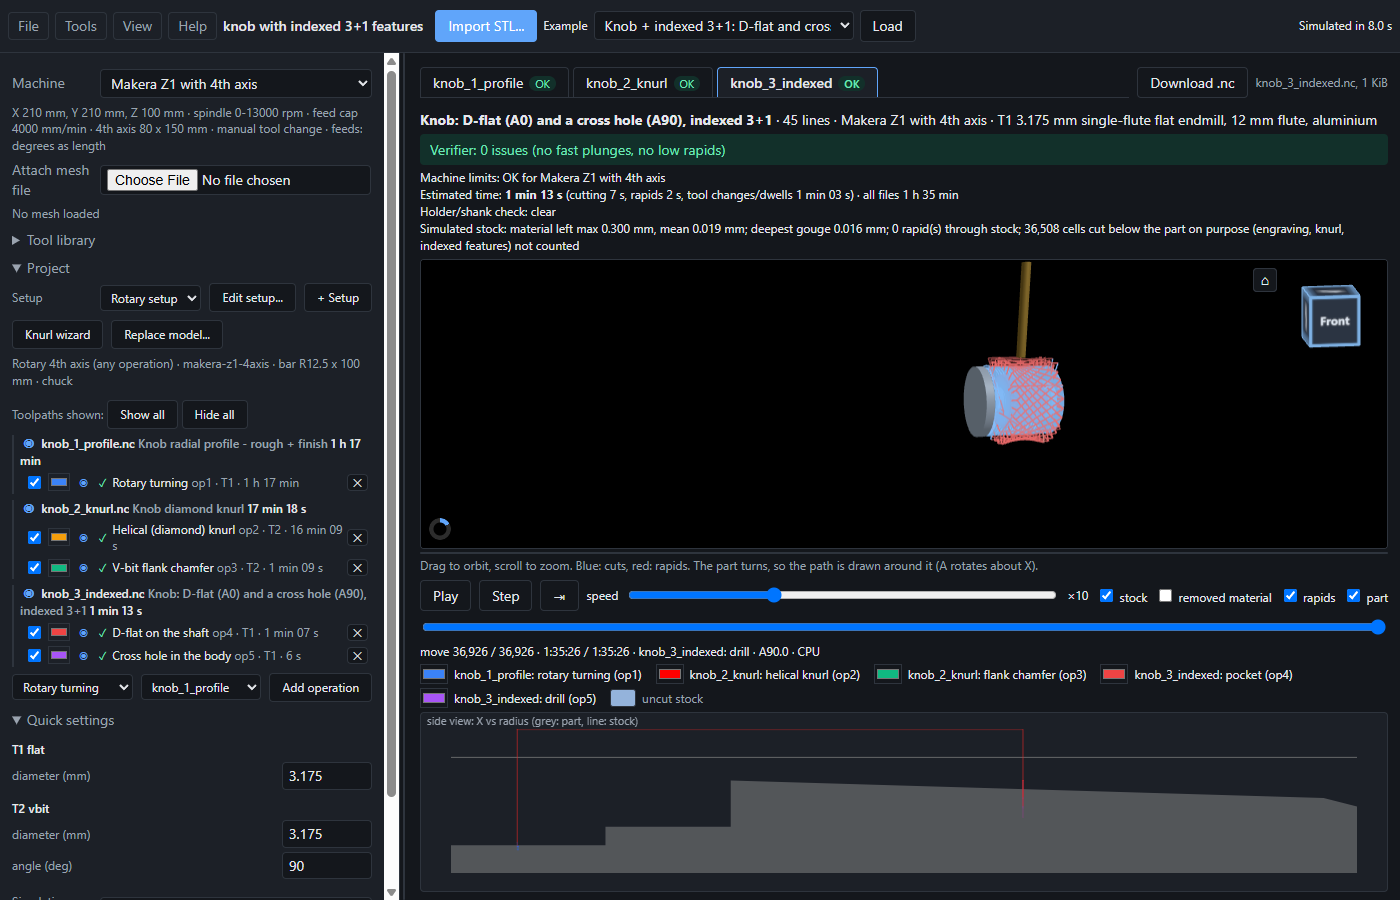 File
Tools
View
Help
knob with indexed 3+1 features
Import STL...
Example
Knob + indexed 3+1: D-flat and cros
Load
Simulated in 8.0 s
Machine
Makera Z1 with 4th axis
X 210 mm, Y 210 mm, Z 100 mm · spindle 0-13000 rpm · feed cap
4000 mm/min · 4th axis 80 x 150 mm · manual tool change · feeds:
degrees as length
Attach mesh
file
Choose File No file chosen
No mesh loaded
Tool library
Project
Setup
Rotary setup
Edit setup...
+ Setup
Knurl wizard
Replace model...
Rotary 4th axis (any operation) · makera-z1-4axis · bar R12.5 x 100
mm · chuck
Toolpaths shown:
Show all
Hide all
knob_1_profile.nc Knob radial profile - rough + finish 1 h 17
min
✓ Rotary turning op1 · T1 · 1 h 17 min
knob_2_knurl.nc Knob diamond knurl 17 min 18 s
✓ Helical (diamond) knurl op2 · T2 · 16 min 09
s
✓ V-bit flank chamfer op3 · T2 · 1 min 09 s
knob_3_indexed.nc Knob: D-flat (A0) and a cross hole (A90),
indexed 3+1 1 min 13 s
✓ D-flat on the shaft op4 · T1 · 1 min 07 s
✓ Cross hole in the body op5 · T1 · 6 s
Rotary turning
knob_1_profile
Add operation
Quick settings
T1 flat
diameter (mm)
3.175
T2 vbit
diameter (mm)
3.175
angle (deg)
90
knob_1_profile OK
knob_2_knurl OK
knob_3_indexed OK
Download .nc
knob_3_indexed.nc, 1 KiB
Knob: D-flat (A0) and a cross hole (A90), indexed 3+1 · 45 lines · Makera Z1 with 4th axis · T1 3.175 mm single-flute flat endmill, 12 mm flute, aluminium
Verifier: 0 issues (no fast plunges, no low rapids)
Machine limits: OK for Makera Z1 with 4th axis
Estimated time: 1 min 13 s (cutting 7 s, rapids 2 s, tool changes/dwells 1 min 03 s) · all files 1 h 35 min
Holder/shank check: clear
Simulated stock: material left max 0.300 mm, mean 0.019 mm; deepest gouge 0.016 mm; 0 rapid(s) through stock; 36,508 cells cut below the part on purpose (engraving, knurl,
indexed features) not counted
Front
Drag to orbit, scroll to zoom. Blue: cuts, red: rapids. The part turns, so the path is drawn around it (A rotates about X).
Play
Step
speed
×10
stock
removed material
rapids
part
move 36,926 / 36,926 · 1:35:26 / 1:35:26 · knob_3_indexed: drill · A90.0 · CPU
knob_1_profile: rotary turning (op1)
knob_2_knurl: helical knurl (op2)
knob_2_knurl: flank chamfer (op3)
knob_3_indexed: pocket (op4)
knob_3_indexed: drill (op5)
uncut stock
side view: X vs radius (grey: part, line: stock)